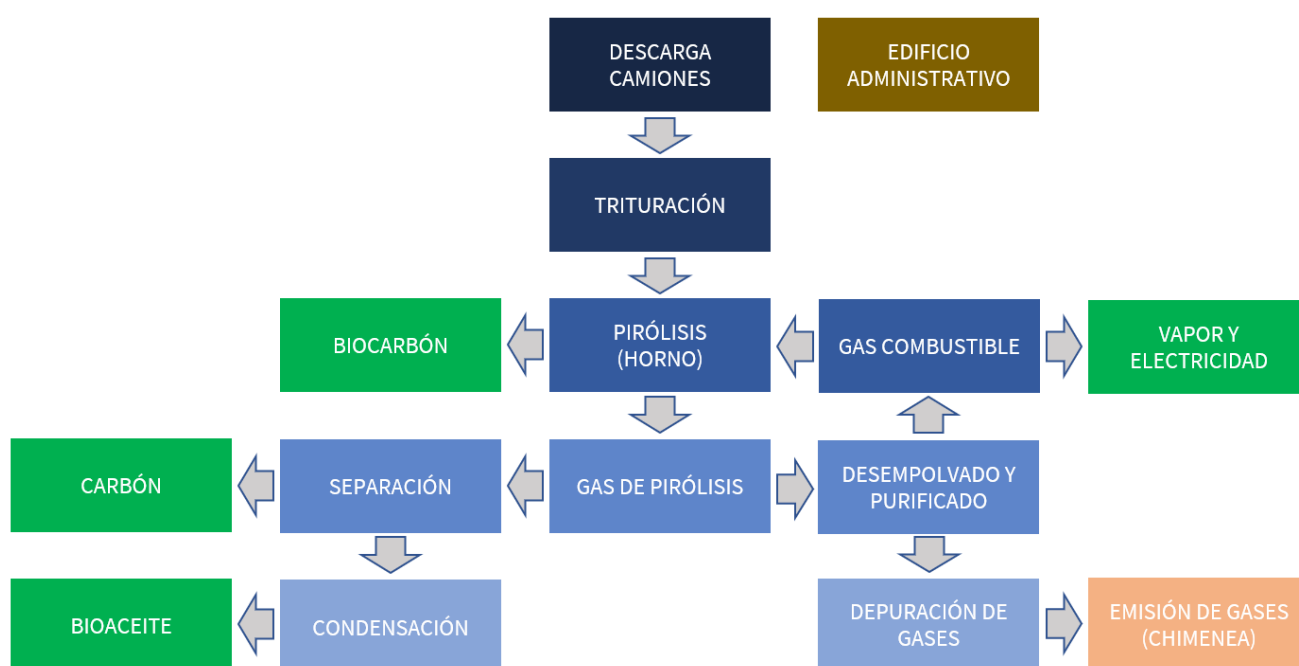 DESCARGA
CAMIONES
EDIFICIO
ADMINISTRATIVO
TRITURACIÓN
BIOCARBÓN
PIRÓLISIS
(HORNO)
GAS COMBUSTIBLE
VAPOR Y
ELECTRICIDAD
CARBÓN
SEPARACIÓN
GAS DE PIRÓLISIS
DESEMPOLVADO Y
PURIFICADO
BIOACEITE
CONDENSACIÓN
DEPURACIÓN DE
GASES
EMISIÓN DE GASES
(CHIMENEA)